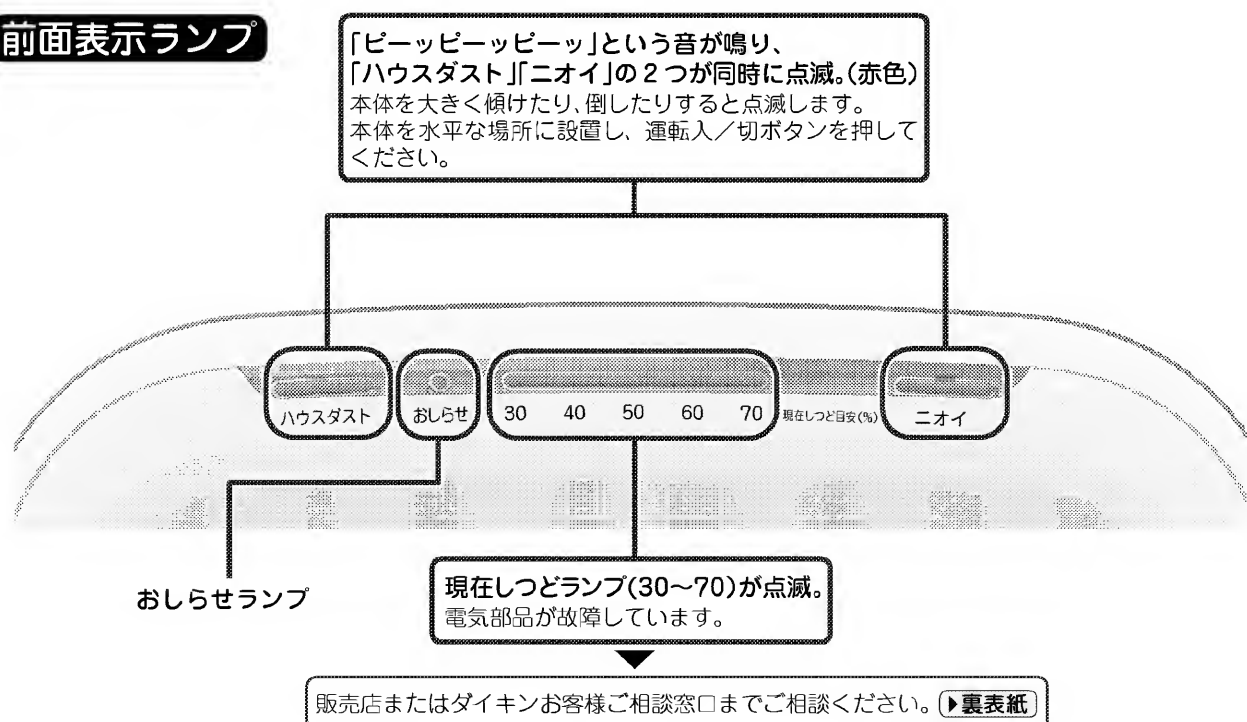 前面表示ランプ
「ピーッピーッピーッ」という音が鳴り、
「ハウスダスト」「ニオイ」の2つが同時に点滅。(赤色)
本体を大きく傾けたり、倒したりすると点滅します。
本体を水平な場所に設置し、運転入/切ボタンを押して
ください。
ハウスダスト おしらせ 30 40 50 60 70 現在しつど目安(%) ニオイ
おしらせランプ
現在しつどランプ(30~70)が点滅。
電気部品が故障しています。
販売店またはダイキンお客様ご相談窓口までご相談ください。 ▶裏表紙